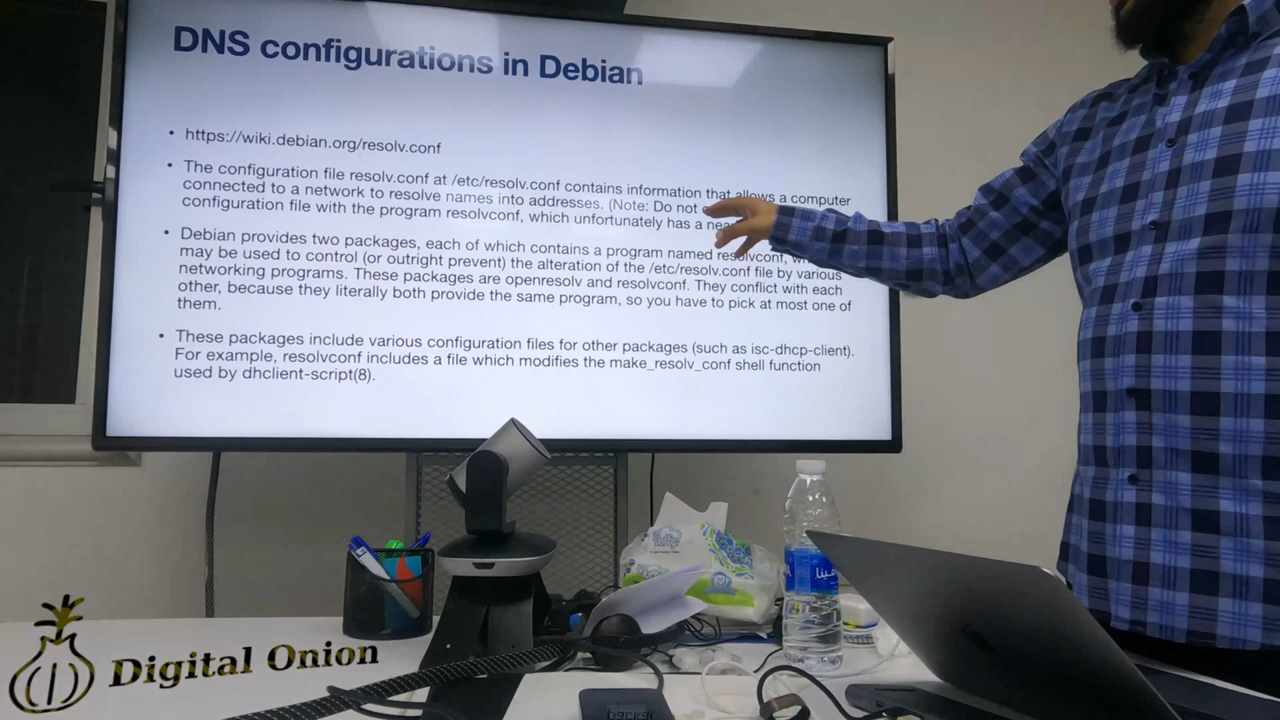 DNS configurations in Debian
• https://wiki.debian.org/resolv.conf
• The configuration file resolv.conf at /etc/resolv.conf contains information that allows a computer
connected to a network to resolve names into addresses. (Note: Do not
configuration file with the program resolvconf, which unfortunately has a
• Debian provides two packages, each of which contains a program named resolvconf,
may be used to control (or outright prevent) the alteration of the /etc/resolv.conf file by various
networking programs. These packages are openresolv and resolvconf. They conflict with each
other, because they literally both provide the same program, so you have to pick at most one of
them.
• These packages include various configuration files for other packages (such as isc-dhcp-client).
For example, resolvconf includes a file which modifies the make_resolv_conf shell function
used by dhclient-script(8).
Digital Onion